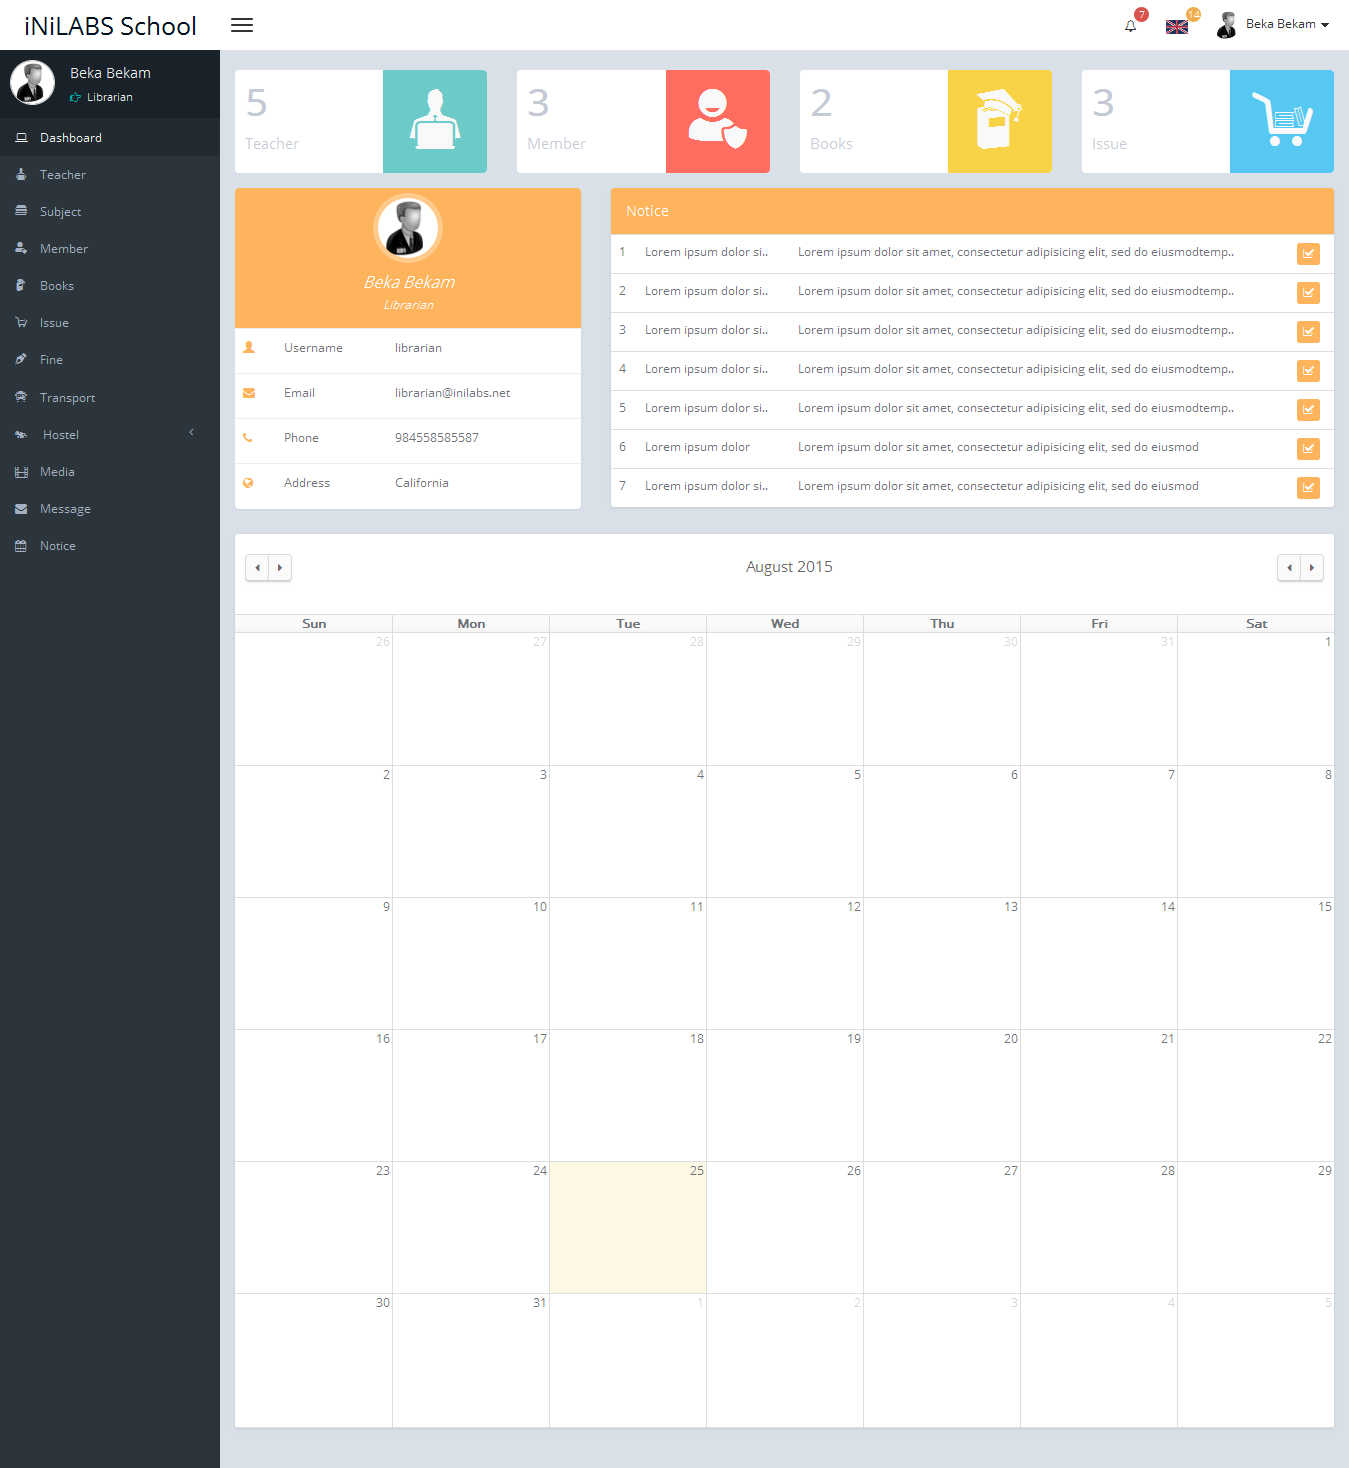 iNiLABS School
7
14
Beka Bekam
Beka Bekam
Librarian
Dashboard
Teacher
Subject
Member
Books
Issue
Fine
Transport
Hostel
Media
Message
Notice
5
Teacher
3
Member
2
Books
3
Issue
Beka Bekam
Librarian
Username librarian
Email librarian@inilabs.net
Phone 984558585587
Address California
Notice
1 Lorem ipsum dolor si.. Lorem ipsum dolor sit amet, consectetur adipisicing elit, sed do eiusmodtemp..
2 Lorem ipsum dolor si.. Lorem ipsum dolor sit amet, consectetur adipisicing elit, sed do eiusmodtemp..
3 Lorem ipsum dolor si.. Lorem ipsum dolor sit amet, consectetur adipisicing elit, sed do eiusmodtemp..
4 Lorem ipsum dolor si.. Lorem ipsum dolor sit amet, consectetur adipisicing elit, sed do eiusmodtemp..
5 Lorem ipsum dolor si.. Lorem ipsum dolor sit amet, consectetur adipisicing elit, sed do eiusmodtemp..
6 Lorem ipsum dolor Lorem ipsum dolor sit amet, consectetur adipisicing elit, sed do eiusmod
7 Lorem ipsum dolor si.. Lorem ipsum dolor sit amet, consectetur adipisicing elit, sed do eiusmod
August 2015
Sun Mon Tue Wed Thu Fri Sat
26 27 28 29 30 31 1
2 3 4 5 6 7 8
9 10 11 12 13 14 15
16 17 18 19 20 21 22
23 24 25 26 27 28 29
30 31 1 2 3 4 5